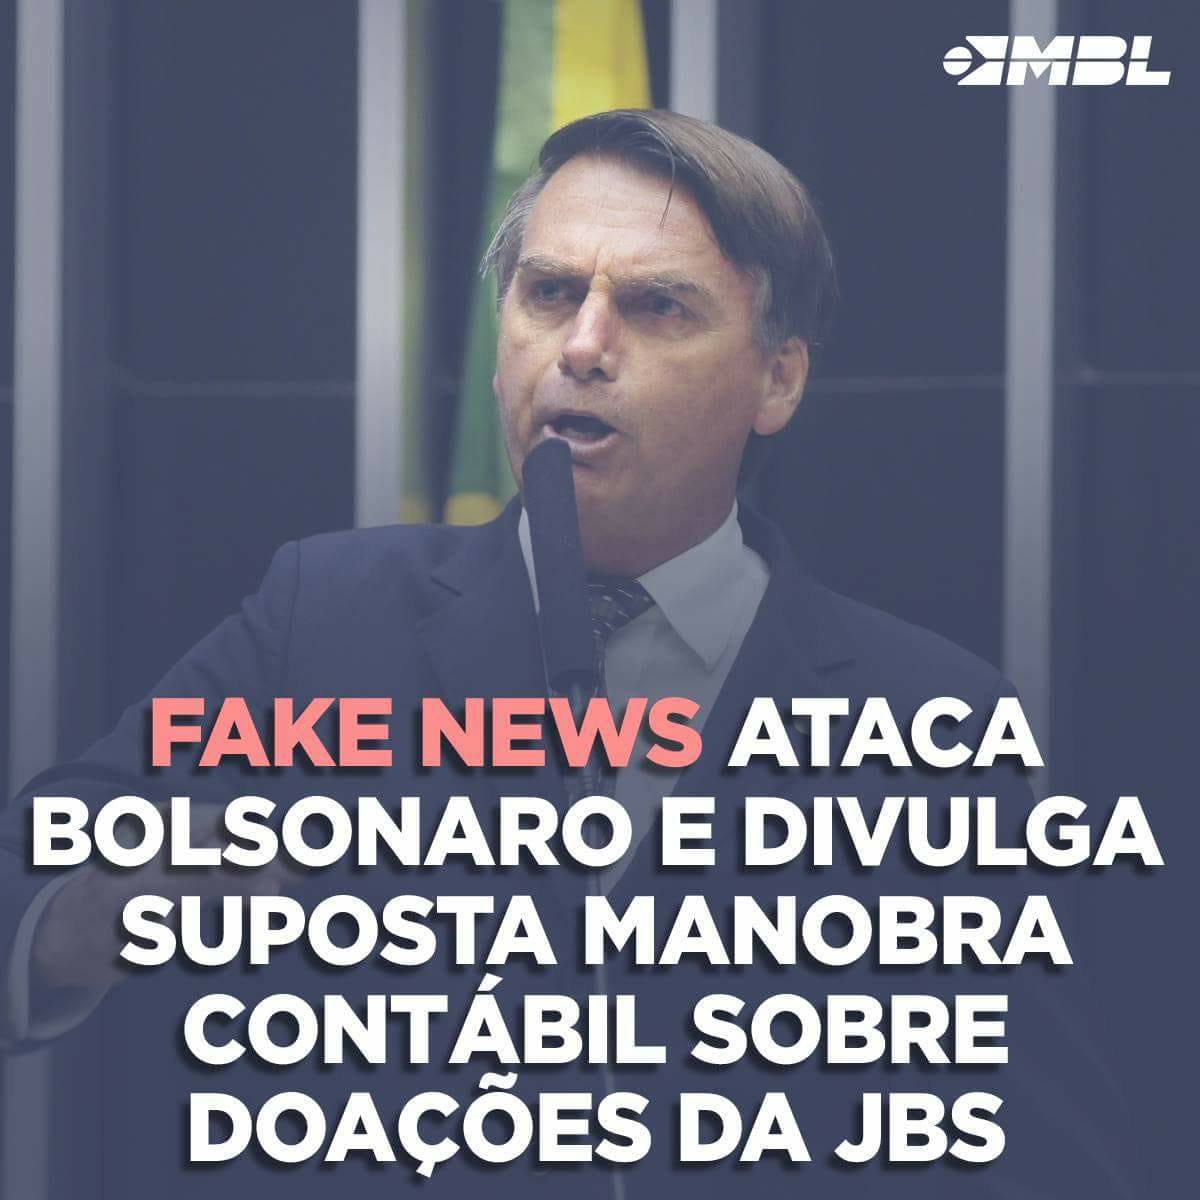 MBL
FAKE NEWS ATACA
BOLSONARO E DIVULGA
SUPOSTA MANOBRA
CONTÁBIL SOBRE
DOAÇÕES DA JBS